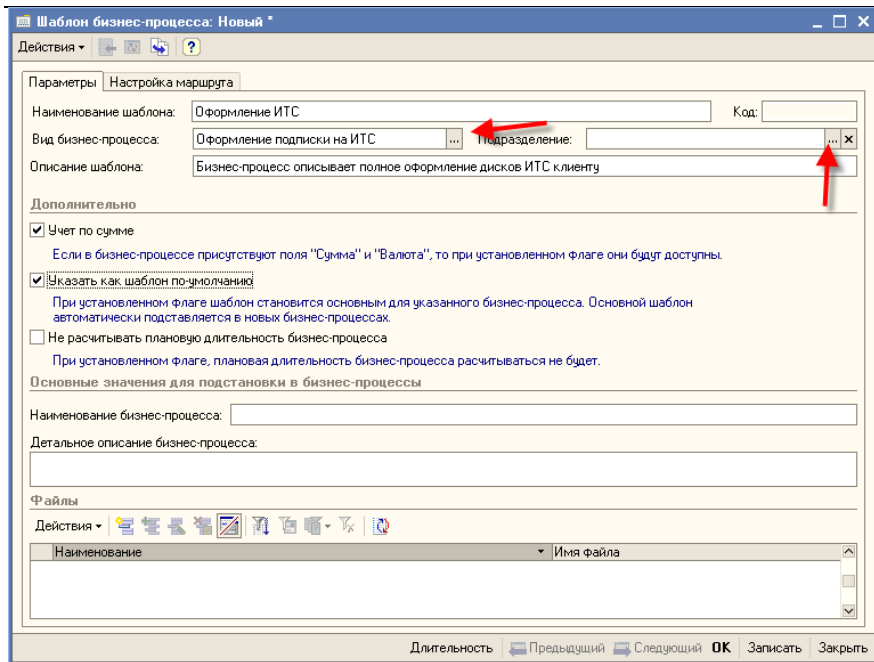 Шаблон бизнес-процесса: Новый *
Действия
Параметры Настройка маршрута
Наименование шаблона: Оформление ИТС Код:
Вид бизнес-процесса: Оформление подписки на ИТС ... Подразделение: ... x
Описание шаблона: Бизнес-процесс описывает полное оформление дисков ИТС клиенту
Дополнительно
Учет по сумме
Если в бизнес-процессе присутствуют поля "Сумма" и "Валюта", то при установленном флаге они будут доступны.
Указать как шаблон по-умолчанию
При установленном флаге шаблон становится основным для указанного бизнес-процесса. Основной шаблон
автоматически подставляется в новых бизнес-процессах.
Не расчитывать плановую длительность бизнес-процесса
При установленном флаге, плановая длительность бизнес-процесса расчитываться не будет.
Основные значения для подстановки в бизнес-процессы
Наименование бизнес-процесса:
Детальное описание бизнес-процесса:
Файлы
Действия
Наименование Имя файла
Длительность Предыдущий Следующий OK Записать Закрыть